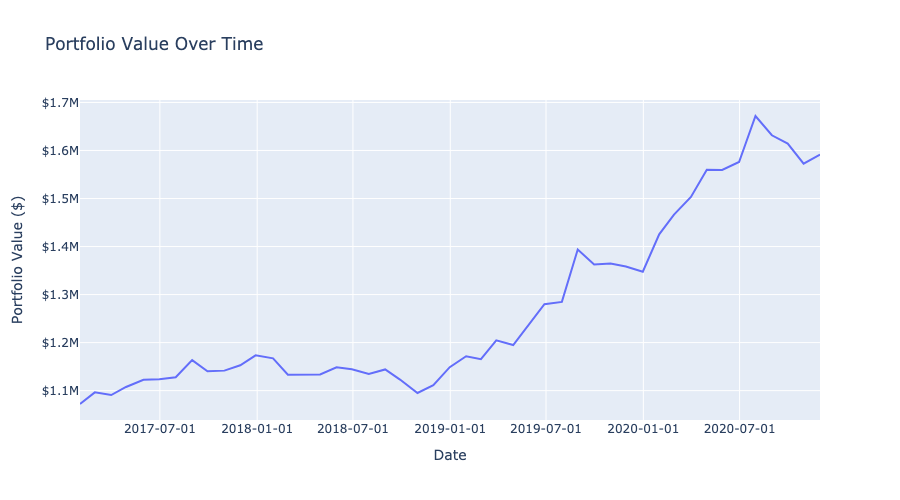 Portfolio Value Over Time
$1.7M
$1.6M
$1.5M
$1.4M
$1.3M
$1.2M
$1.1M
Portfolio Value ($)
2017-07-01 2018-01-01 2018-07-01 2019-01-01 2019-07-01 2020-01-01 2020-07-01
Date